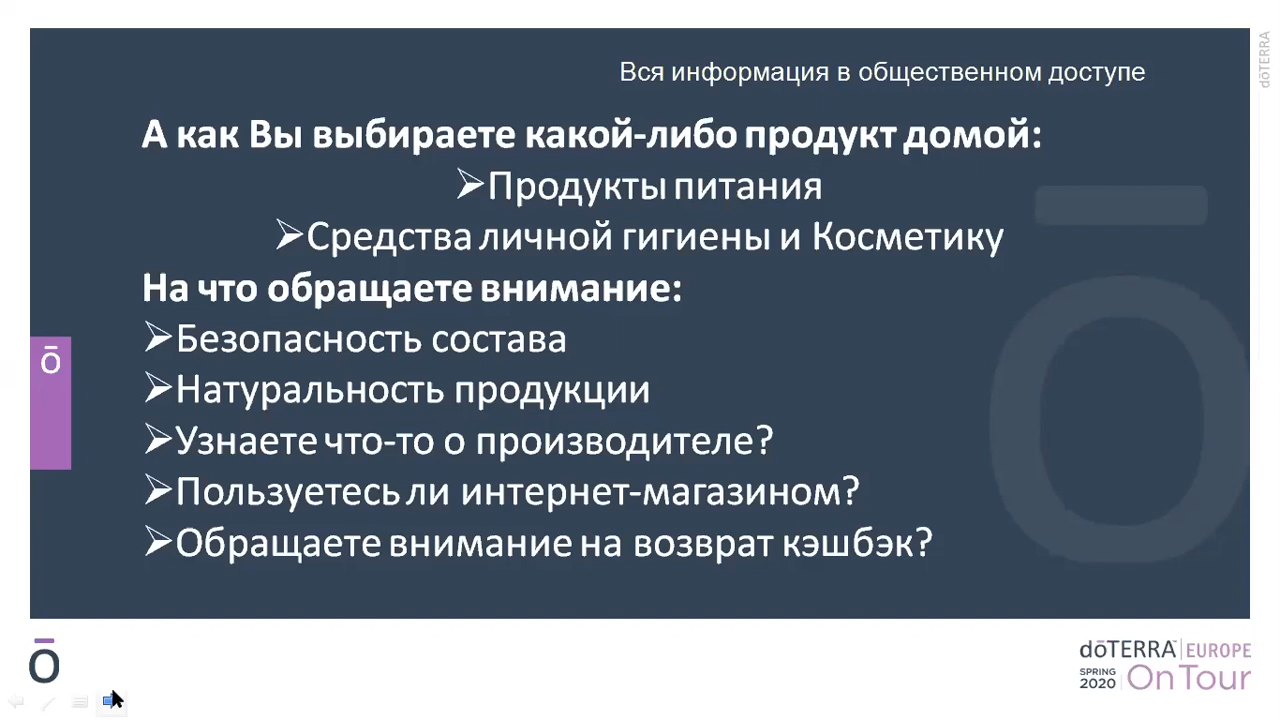 Вся информация в общественном доступе
dōTERRA
А как Вы выбираете какой-либо продукт домой:
➢Продукты питания
➢Средства личной гигиены и Косметику
На что обращаете внимание:
➢Безопасность состава
➢Натуральность продукции
➢Узнаете что-то о производителе?
➢Пользуетесь ли интернет-магазином?
➢Обращаете внимание на возврат кэшбэк?
ō
Ō
ō
dōTERRA™ | EUROPE
SPRING 2020 | On Tour